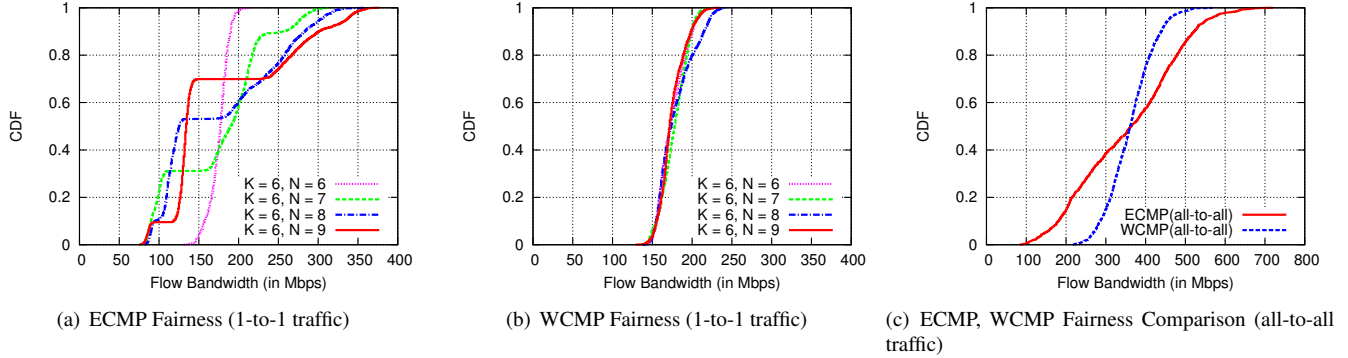 1
0.8
0.6
0.4
0.2
0
CDF
K = 6, N = 6
K = 6, N = 7
K = 6, N = 8
K = 6, N = 9
0 50 100 150 200 250 300 350 400
Flow Bandwidth (in Mbps)
(a) ECMP Fairness (1-to-1 traffic)
1
0.8
0.6
0.4
0.2
0
CDF
K = 6, N = 6
K = 6, N = 7
K = 6, N = 8
K = 6, N = 9
0 50 100 150 200 250 300 350 400
Flow Bandwidth (in Mbps)
(b) WCMP Fairness (1-to-1 traffic)
1
0.8
0.6
0.4
0.2
0
CDF
ECMP(all-to-all)
WCMP(all-to-all)
0 100 200 300 400 500 600 700 800
Flow Bandwidth (in Mbps)
(c) ECMP, WCMP Fairness Comparison (all-to-all
traffic)